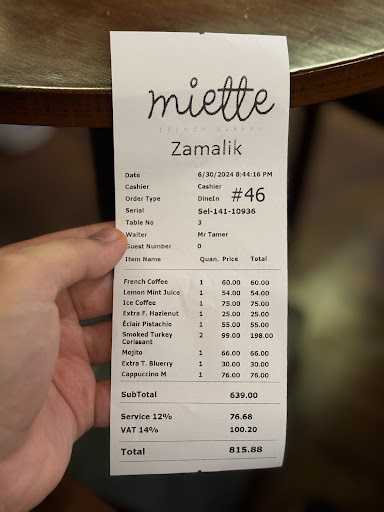 miette
FRENCH BAKERY
Zamalik
Date 6/30/2024 8:44:16 PM
Cashier Cashier
Order Type DineIn #46
Serial Sel-141-10936
Table No 3
Waiter Mr Tamer
Guest Number 0
Item Name Quan. Price Total
French Coffee 1 60.00 60.00
Lemon Mint Juice 1 54.00 54.00
Ice Coffee 1 75.00 75.00
Extra F. Hazlenut 1 25.00 25.00
Éclair Pistachio 1 55.00 55.00
Smoked Turkey 2 99.00 198.00
Corissant
Mojito 1 66.00 66.00
Extra T. Bluerry 1 30.00 30.00
Cappuccino M 1 76.00 76.00
SubTotal 639.00
Service 12% 76.68
VAT 14% 100.20
Total 815.88